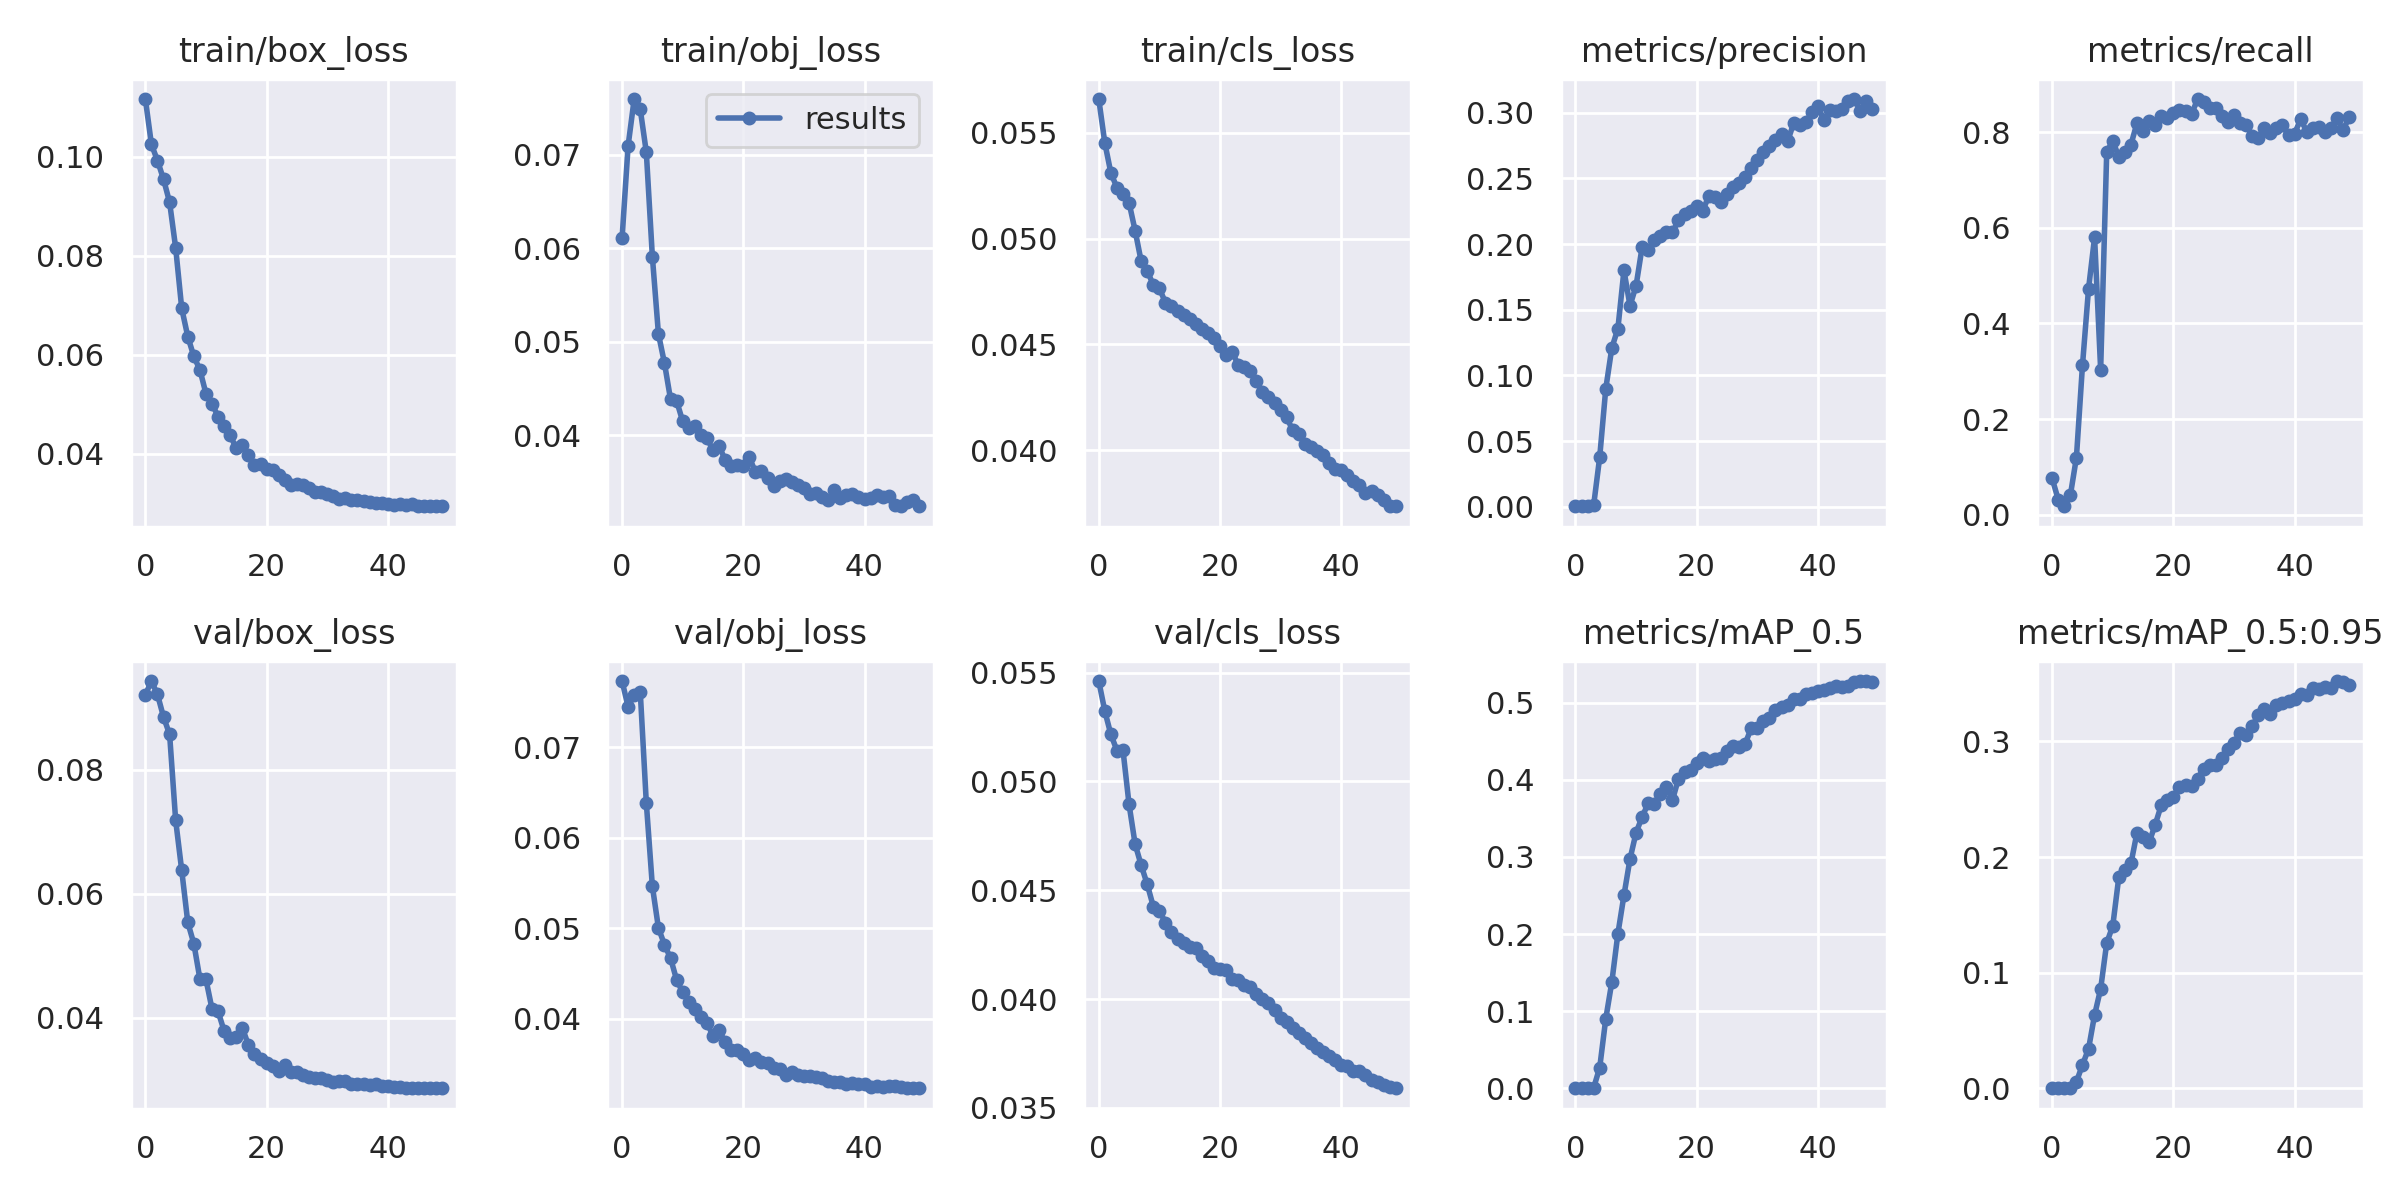 train/box_loss
0.10
0.08
0.06
0.04
0 20 40
train/obj_loss
results
0.07
0.06
0.05
0.04
0 20 40
train/cls_loss
0.055
0.050
0.045
0.040
0 20 40
metrics/precision
0.30
0.25
0.20
0.15
0.10
0.05
0.00
0 20 40
metrics/recall
0.8
0.6
0.4
0.2
0.0
0 20 40
val/box_loss
0.08
0.06
0.04
0 20 40
val/obj_loss
0.07
0.06
0.05
0.04
0 20 40
val/cls_loss
0.055
0.050
0.045
0.040
0.035
0 20 40
metrics/mAP_0.5
0.5
0.4
0.3
0.2
0.1
0.0
0 20 40
metrics/mAP_0.5:0.95
0.3
0.2
0.1
0.0
0 20 40